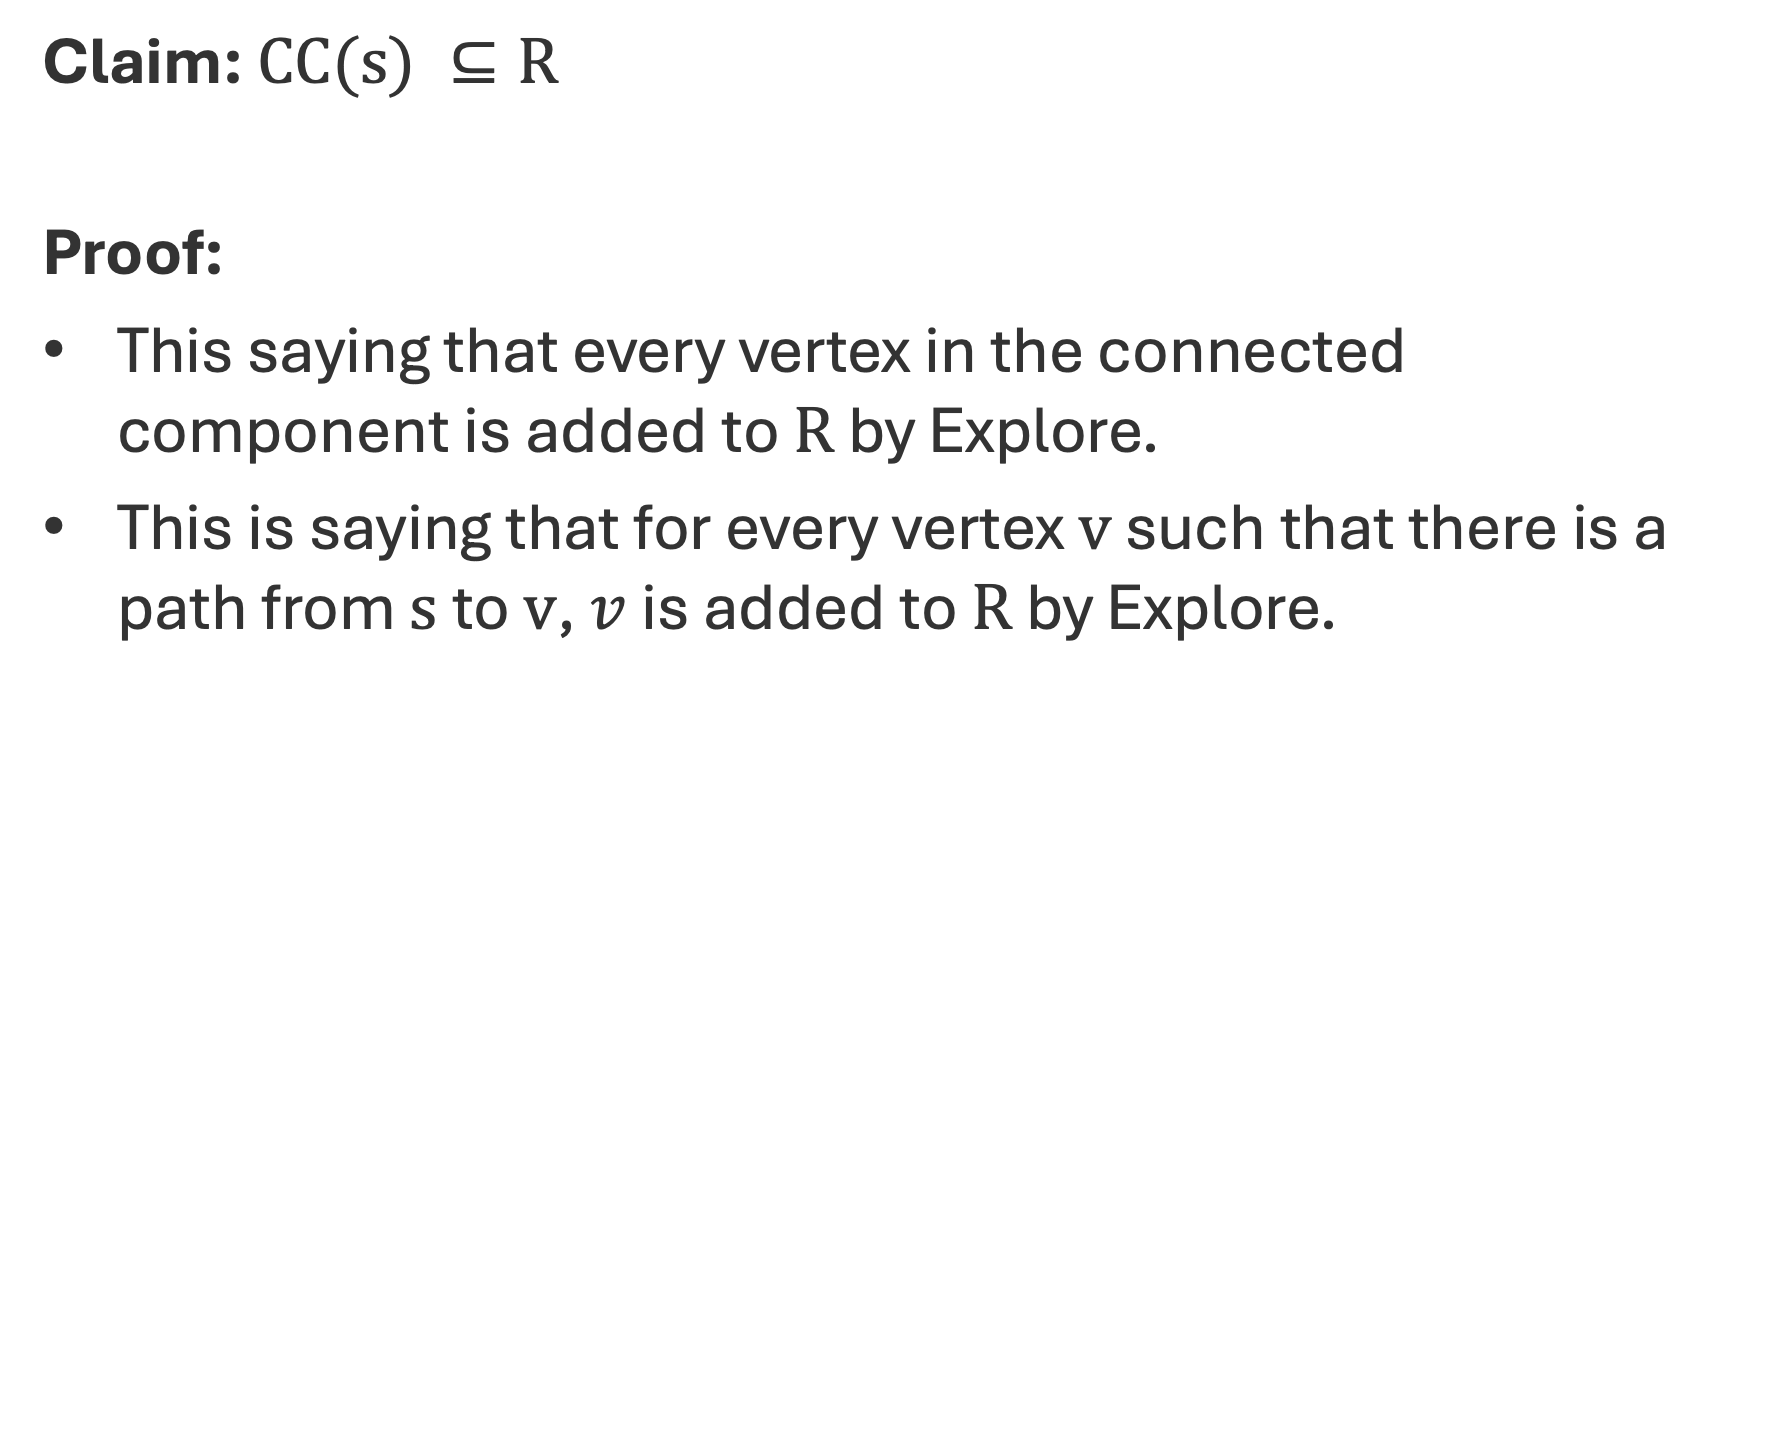 Claim: CC(s) ⊆ R
Proof:
• This saying that every vertex in the connected
component is added to R by Explore.
• This is saying that for every vertex v such that there is a
path from s to v, 𝑣 is added to R by Explore.